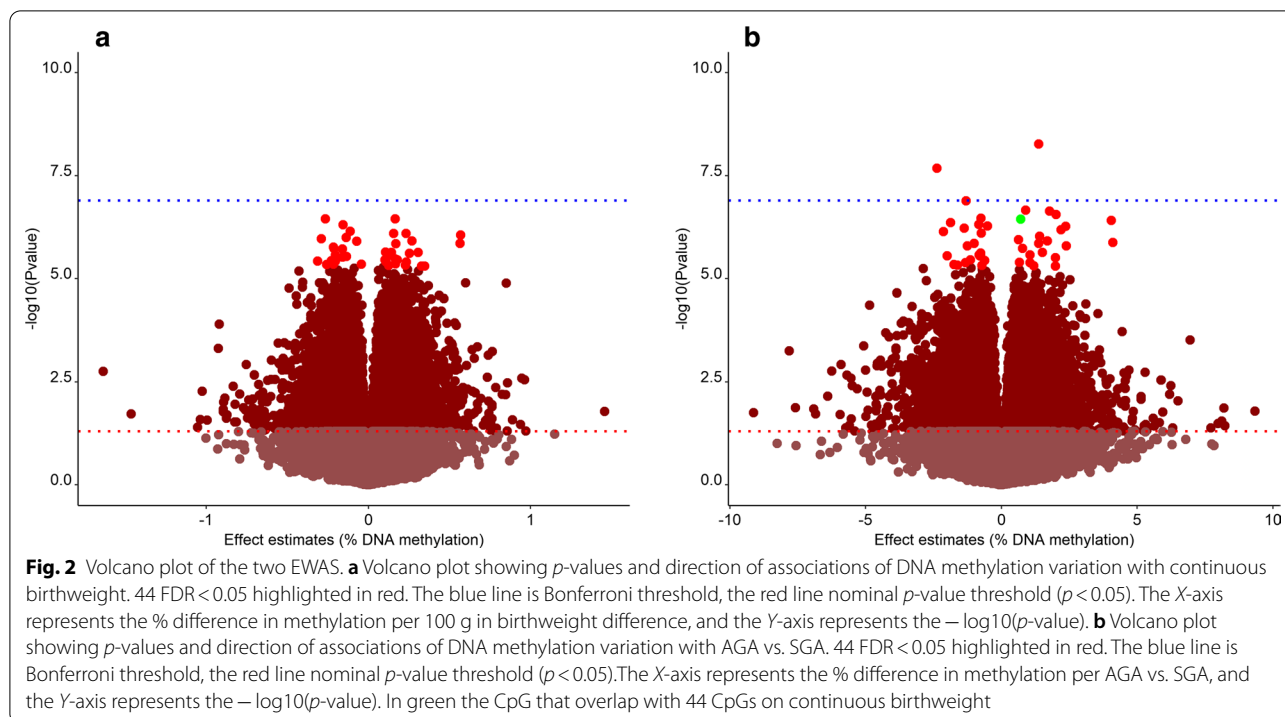 a
b
10.0
7.5
5.0
2.5
0.0
-log10(Pvalue)
-1
0
1
Effect estimates (% DNA methylation)
10.0
7.5
5.0
2.5
0.0
-log10(Pvalue)
-10
-5
0
5
10
Effect estimates (% DNA methylation)
Fig. 2 Volcano plot of the two EWAS. a Volcano plot showing p-values and direction of associations of DNA methylation variation with continuous
birthweight. 44 FDR < 0.05 highlighted in red. The blue line is Bonferroni threshold, the red line nominal p-value threshold (p < 0.05). The X-axis
represents the % difference in methylation per 100 g in birthweight difference, and the Y-axis represents the − log10(p-value). b Volcano plot
showing p-values and direction of associations of DNA methylation variation with AGA vs. SGA. 44 FDR < 0.05 highlighted in red. The blue line is
Bonferroni threshold, the red line nominal p-value threshold (p < 0.05).The X-axis represents the % difference in methylation per AGA vs. SGA, and
the Y-axis represents the − log10(p-value). In green the CpG that overlap with 44 CpGs on continuous birthweight